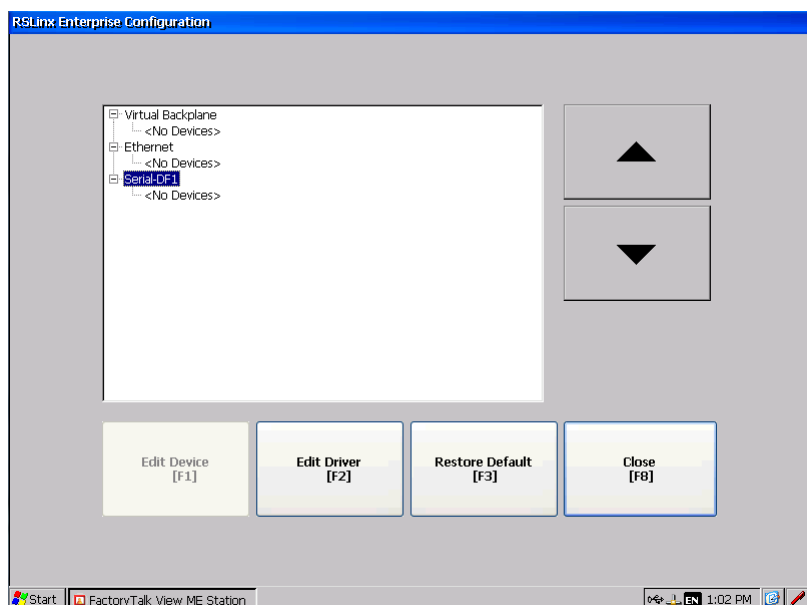 RSLinx Enterprise Configuration
Virtual Backplane
<No Devices>
Ethernet
<No Devices>
Serial-DF1
<No Devices>
Edit Device
[F1]
Edit Driver
[F2]
Restore Default
[F3]
Close
[F8]
Start
FactoryTalk View ME Station
EN
1:02 PM